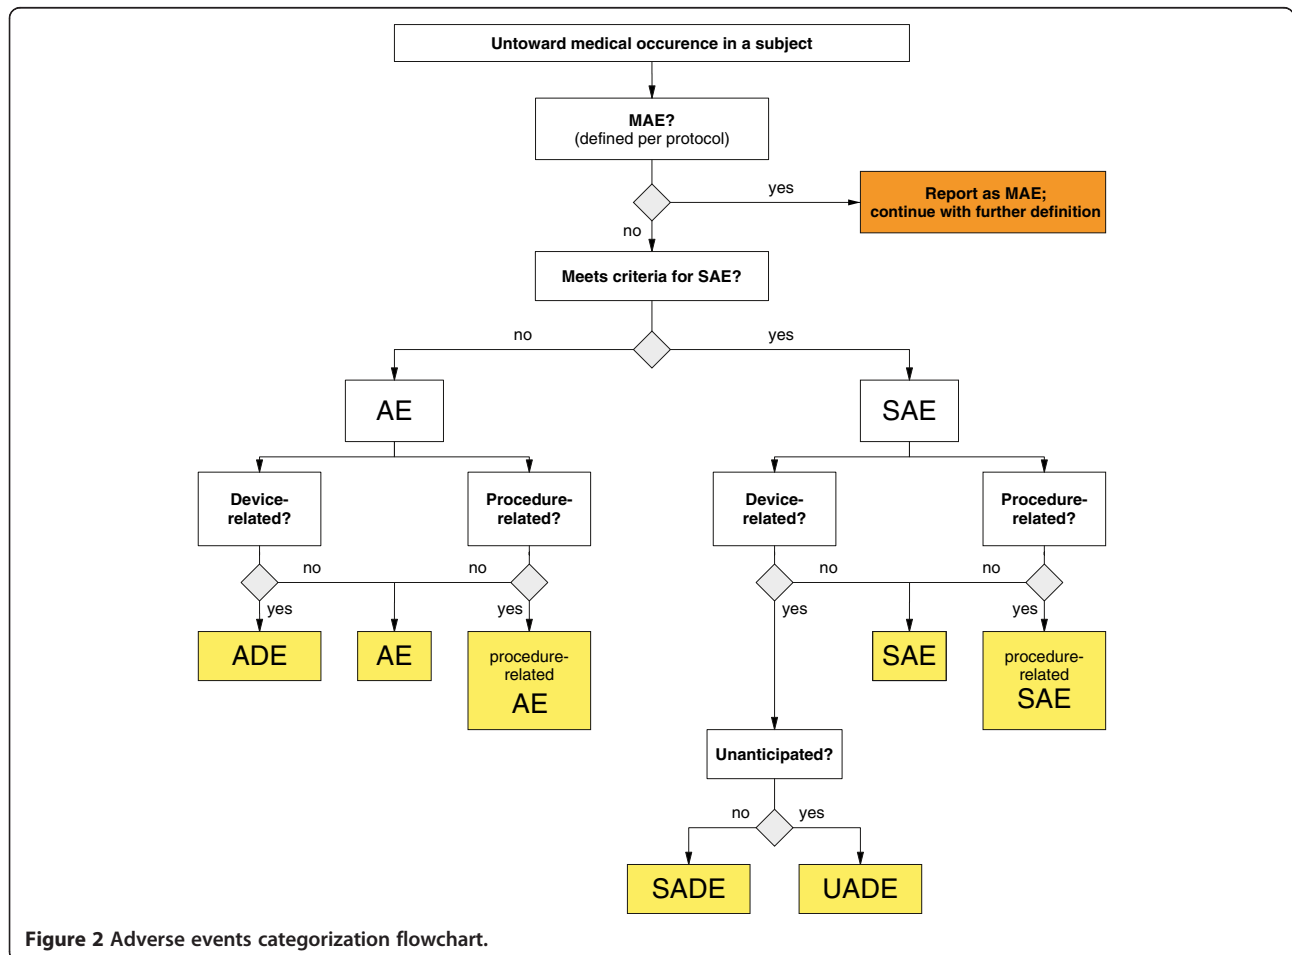 Untoward medical occurence in a subject
MAE?
(defined per protocol)
yes
Report as MAE;
continue with further definition
no
Meets criteria for SAE?
no
yes
AE
SAE
Device-
related?
Procedure-
related?
Device-
related?
Procedure-
related?
no
no
no
no
yes
yes
yes
yes
ADE
AE
procedure-
related
AE
SAE
procedure-
related
SAE
Unanticipated?
no
yes
SADE
UADE
Figure 2 Adverse events categorization flowchart.